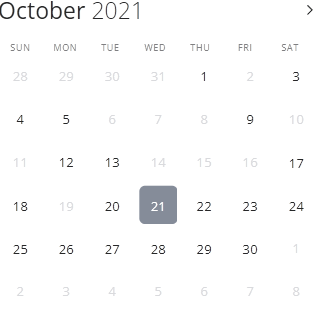 October 2021
SUN MON TUE WED THU FRI SAT
28 29 30 31 1 2 3
4 5 6 7 8 9 10
11 12 13 14 15 16 17
18 19 20 21 22 23 24
25 26 27 28 29 30 1
2 3 4 5 6 7 8